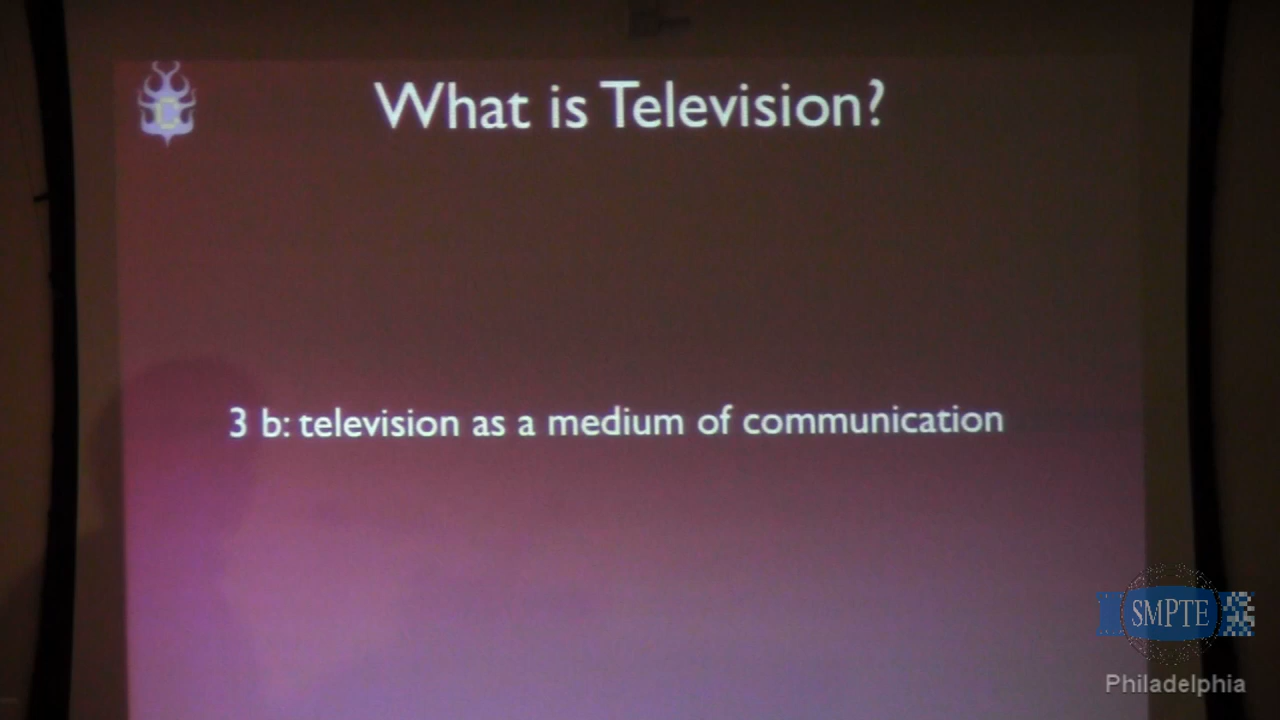 What is Television?
3 b: television as a medium of communication
SMPTE
Philadelphia